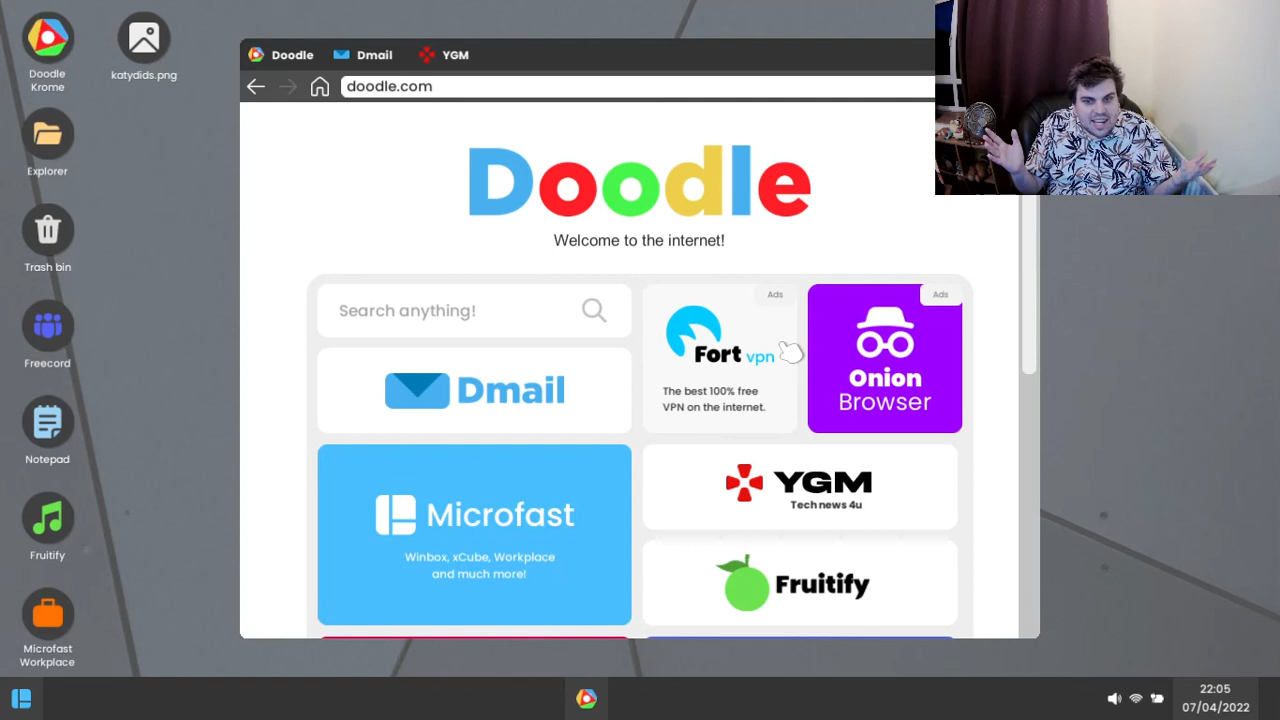 Doodle
Krome
katydids.png
Explorer
Trash bin
Freecord
Notepad
Fruitify
Microfast
Workplace
Doodle
Dmail
YGM
doodle.com
Doodle
Welcome to the internet!
Search anything!
Dmail
Ads
Fort vpn
The best 100% free
VPN on the internet.
Ads
Onion
Browser
Microfast
Winbox, xCube, Workplace
and much more!
YGM
Tech news 4u
Fruitify
22:05
07/04/2022